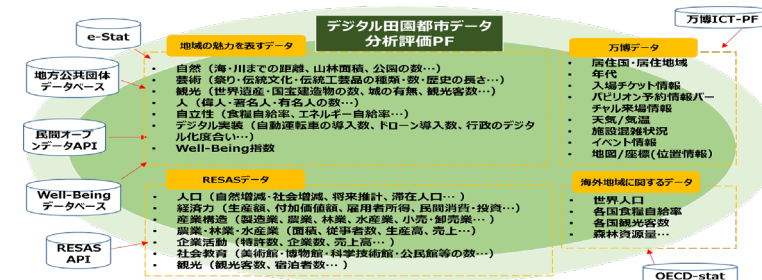 デジタル田園都市データ
分析評価PF
万博ICT-PF
e-Stat
地方公共団体
データベース
民間オープ
ンデータAPI
Well-Being
データベース
RESAS
API
地域の魅力を表すデータ
・ 自然（海・川までの距離、山林面積、公園の数…）
・ 芸術（祭り・伝統文化・伝統工芸品の種類・数・歴史の長さ…）
・ 観光（世界遺産・国宝建造物の数、城の有無、観光客数…）
・ 人（偉人・著名人・有名人の数…）
・ 自立性（食糧自給率、エネルギー自給率…）
・ デジタル実装（自動運転車の導入数、ドローン導入数、行政のデジタ
ル化度合い…）
・ Well-Being指数
万博データ
・ 居住国・居住地域
・ 年代
・ 入場チケット情報
・ パビリオン予約情報バー
チャル来場情報
・ 天気/気温
・ 施設混雑状況
・ イベント情報
・ 地図/座標(位置情報)
RESASデータ
・ 人口（自然増減・社会増減、将来推計、滞在人口…）
・ 経済力（生産額、付加価値額、雇用者所得、民間消費・投資…）
・ 産業構造（製造業、農業、林業、水産業、小売・卸売業…）
・ 農業・林業・水産業（面積、従事者数、生産高、売上…）
・ 企業活動（特許数、企業数、売上高…）
・ 社会教育（美術館・博物館・科学技術館・公民館等の数…）
・ 観光（観光客数、宿泊者数…）
海外地域に関するデータ
・ 世界人口
・ 各国食糧自給率
・ 各国観光客数
・ 森林資源量…
OECD-stat